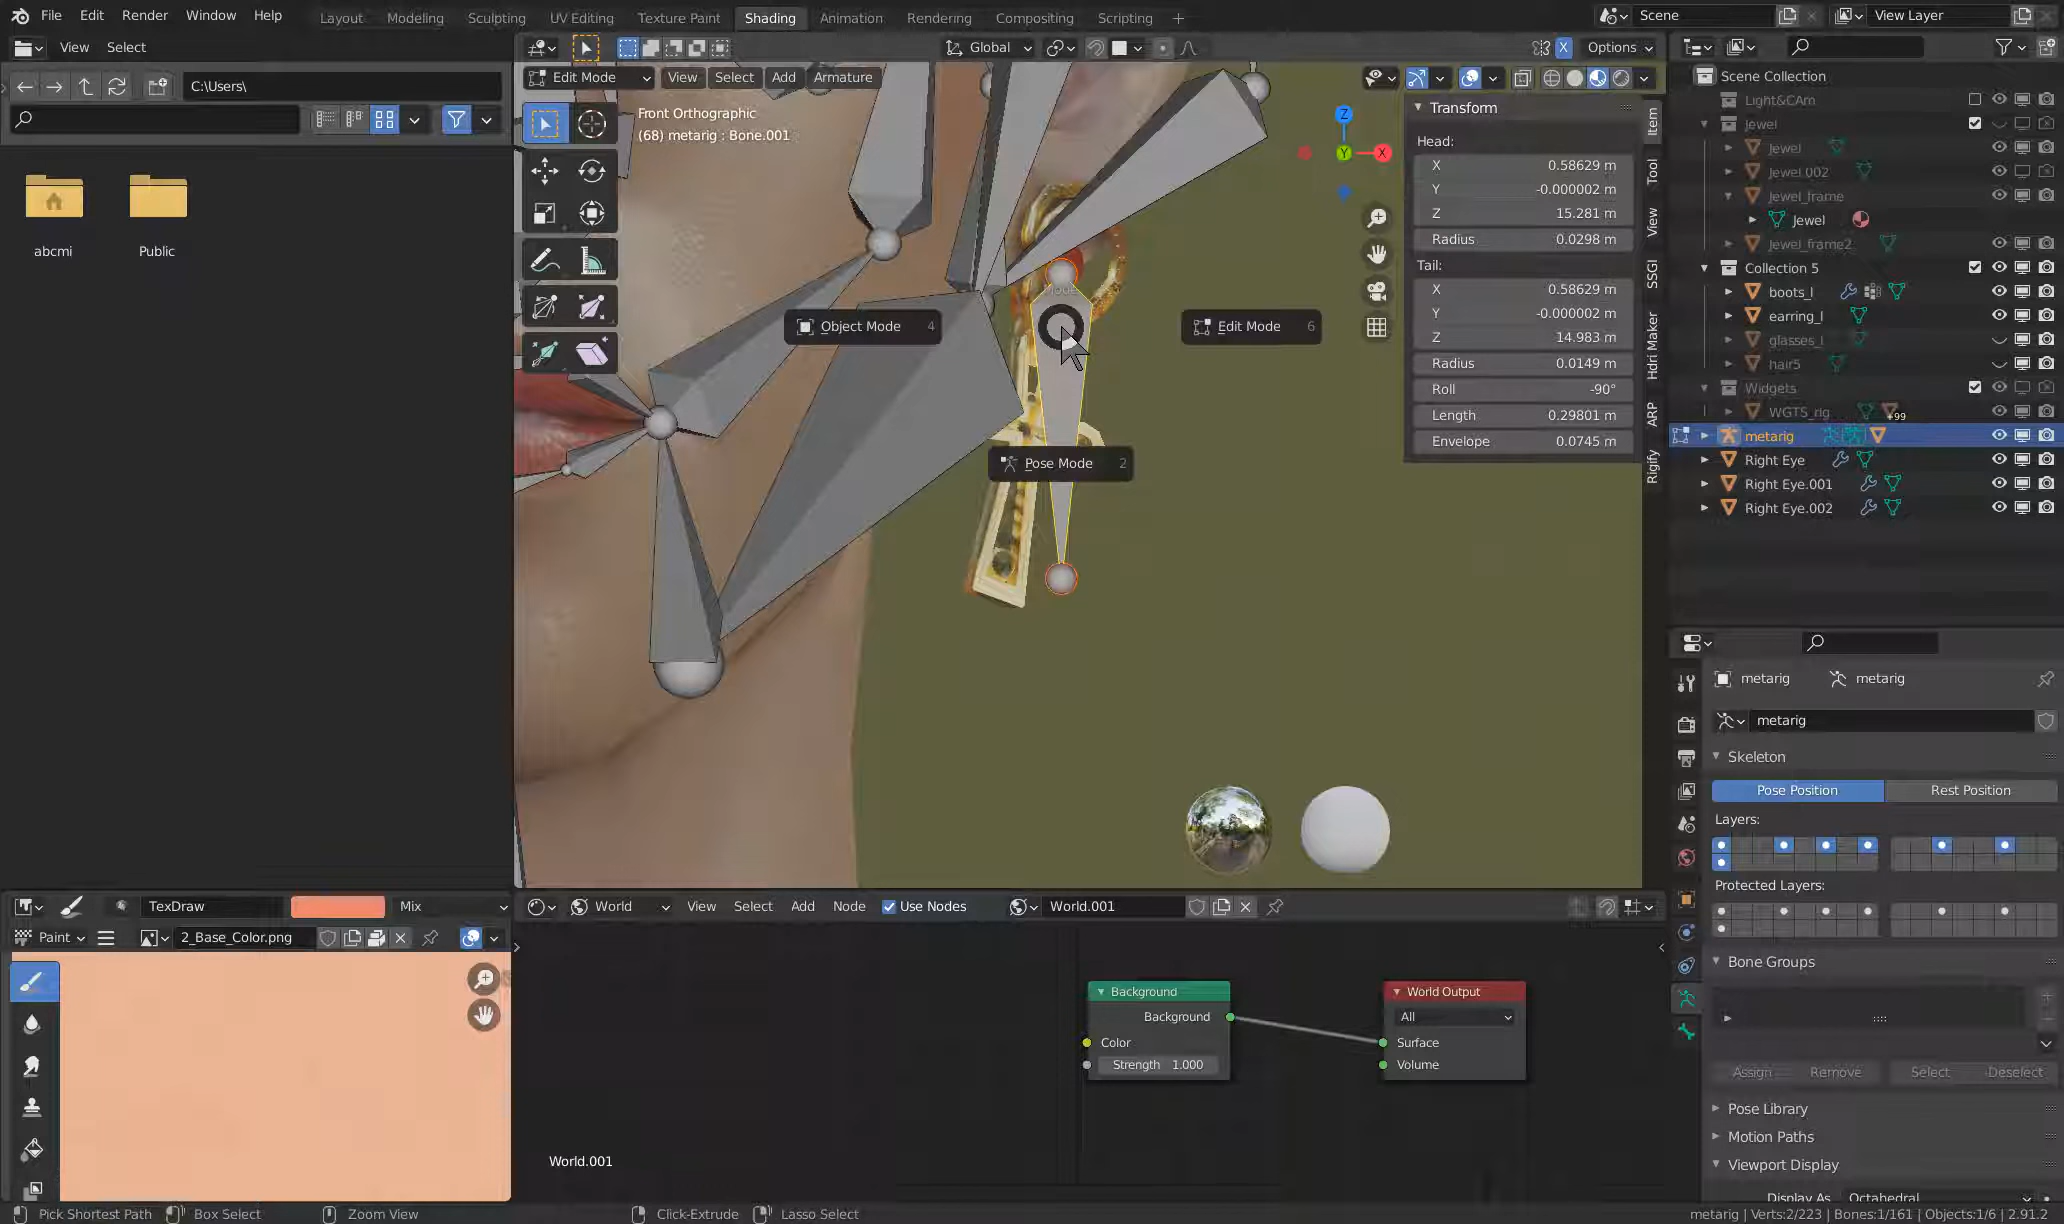 File Edit Render Window Help
Layout Modeling Sculpting UV Editing Texture Paint Shading Animation Rendering Compositing Scripting +
Scene
View Layer
View Select
C:\Users\
abcmi
Public
Global
X Options
Edit Mode View Select Add Armature
Front Orthographic
(68) metarig : Bone.001
Z
Y
X
Object Mode 4
Edit Mode 6
Pose Mode 2
Transform
Head:
X 0.58629 m
Y -0.000002 m
Z 15.281 m
Radius 0.0298 m
Tail:
X 0.58629 m
Y -0.000002 m
Z 14.983 m
Radius 0.0149 m
Roll -90°
Length 0.29801 m
Envelope 0.0745 m
Item
Tool
View
SSGI
Hdri Maker
ARP
Rigify
Scene Collection
Light&CAm
Jewel
Jewel
Jewel.002
Jewel_frame
Jewel
Jewel_frame2
Collection 5
boots_l
earring_l
glasses_l
hair5
Widgets
WGTS_rig +99
metarig
Right Eye
Right Eye.001
Right Eye.002
metarig metarig
metarig
Skeleton
Pose Position Rest Position
Layers:
Protected Layers:
Bone Groups
Assign Remove Select Deselect
Pose Library
Motion Paths
Viewport Display
Display As Octahedral
TexDraw Mix
Paint 2_Base_Color.png
World View Select Add Node Use Nodes World.001
Background
Background
Color
Strength 1.000
World Output
All
Surface
Volume
World.001
Pick Shortest Path Box Select Zoom View Click-Extrude Lasso Select
metarig | Verts:2/223 | Bones:1/161 | Objects:1/6 | 2.91.2